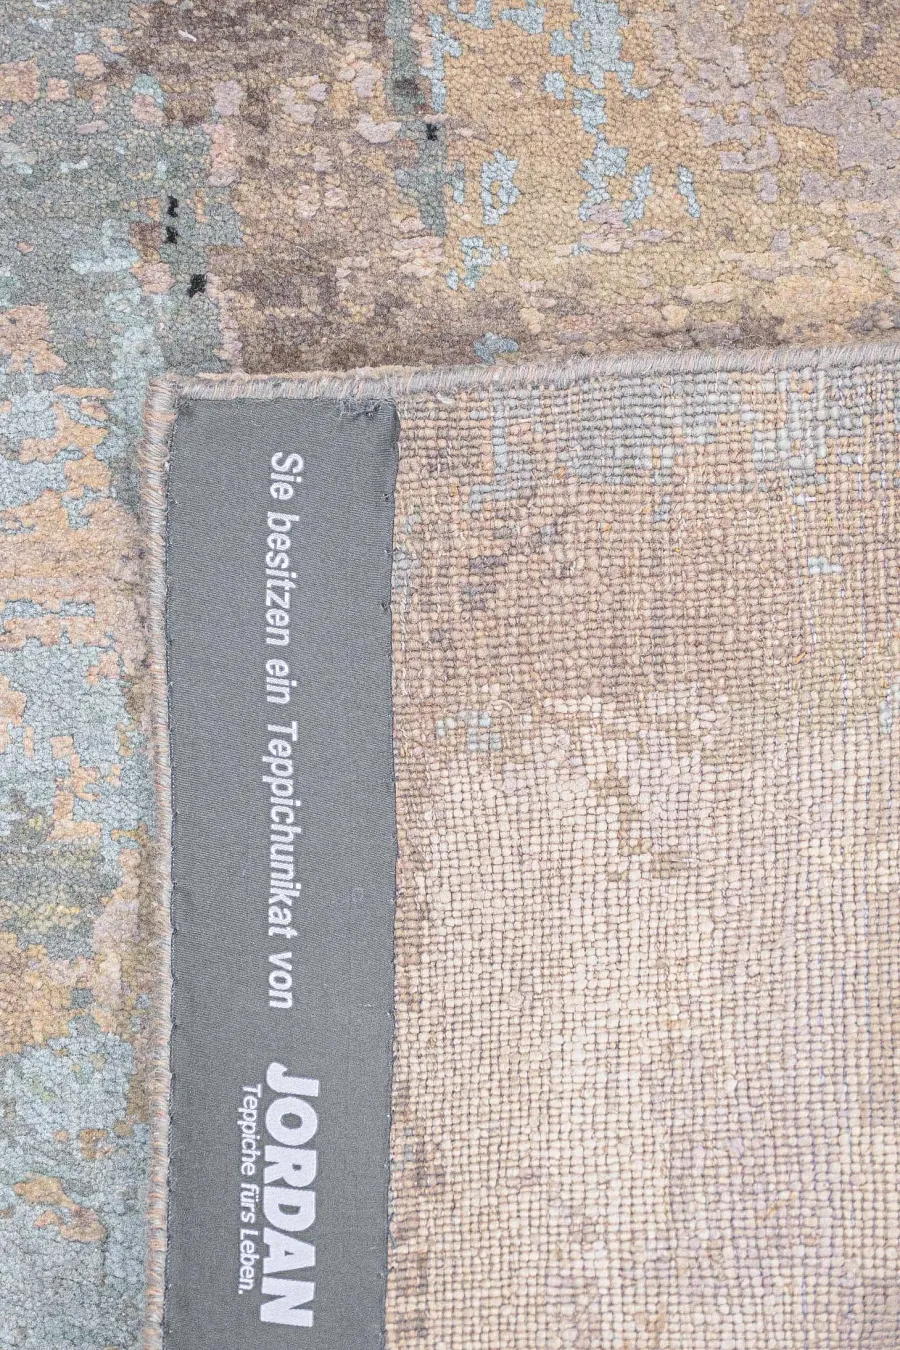 Sie besitzen ein Teppichunikat von JORDAN
Teppiche fürs Leben.